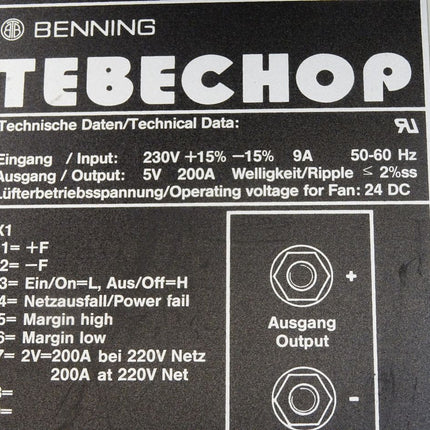 BENNING
TEBECHOP
Technische Daten/Technical Data:
Eingang / Input: 230V +15% −15% 9A 50-60 Hz
Ausgang / Output: 5V 200A Welligkeit/Ripple ≤ 2%ss
Lüfterbetriebsspannung/Operating voltage for Fan: 24 DC
X1
1= +F
2= −F
3= Ein/On=L, Aus/Off=H
4= Netzausfall/Power fail
5= Margin high
6= Margin low
7= 2V=200A bei 220V Netz
200A at 220V Net
+
Ausgang
Output
-